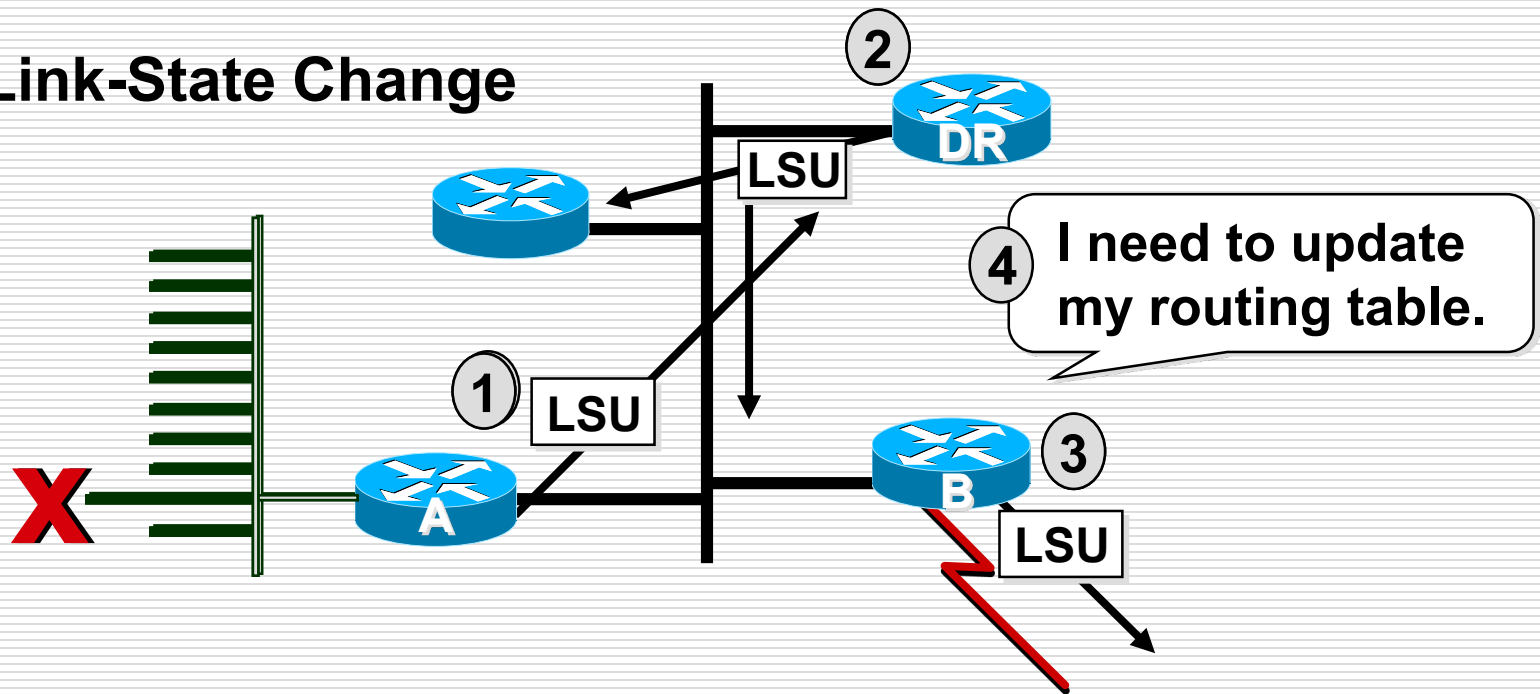 Link-State Change
2
DR
LSU
4
I need to update
my routing table.
1
LSU
A
B
3
LSU
X